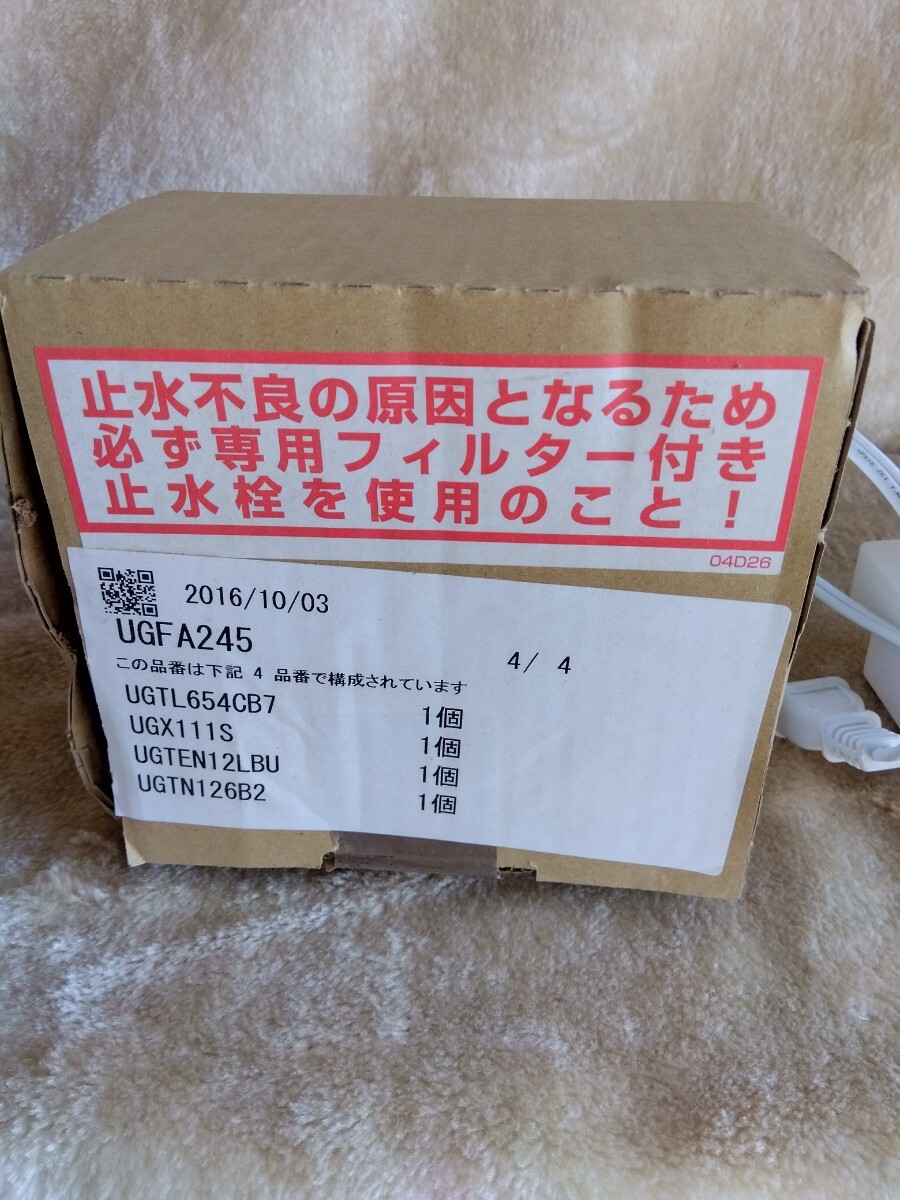 止水不良の原因となるため
必ず専用フィルター付き
止水栓を使用のこと！
04D26
2016/10/03
UGFA245
4/ 4
この品番は下記 4 品番で構成されています
UGTL654CB7 1個
UGX111S 1個
UGTEN12LBU 1個
UGTN126B2 1個